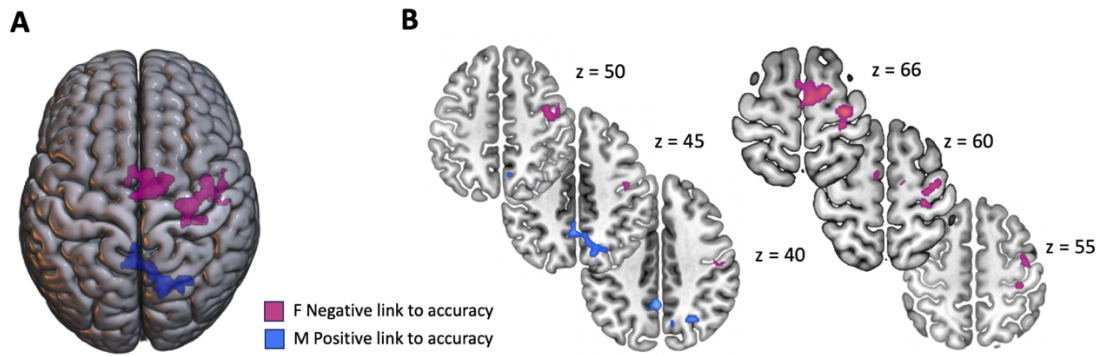 A
B
z = 50
z = 45
z = 40
z = 66
z = 60
z = 55
F Negative link to accuracy
M Positive link to accuracy